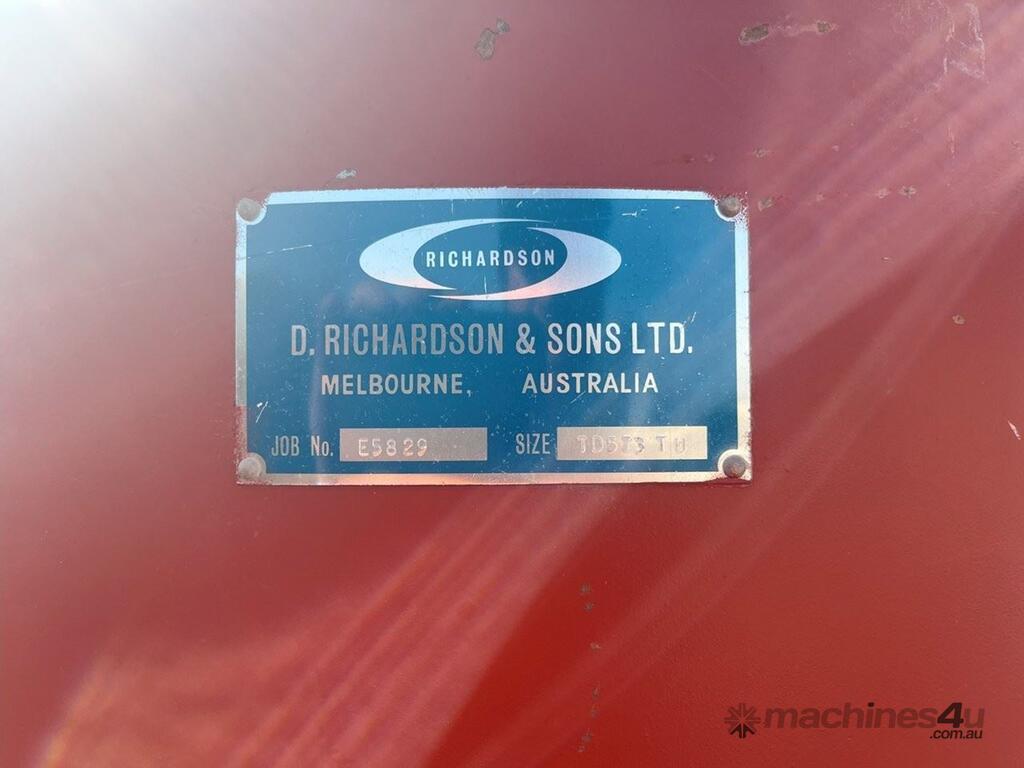 RICHARDSON
D. RICHARDSON & SONS LTD.
MELBOURNE, AUSTRALIA
JOB No. E5829 SIZE
machines4u
.com.au